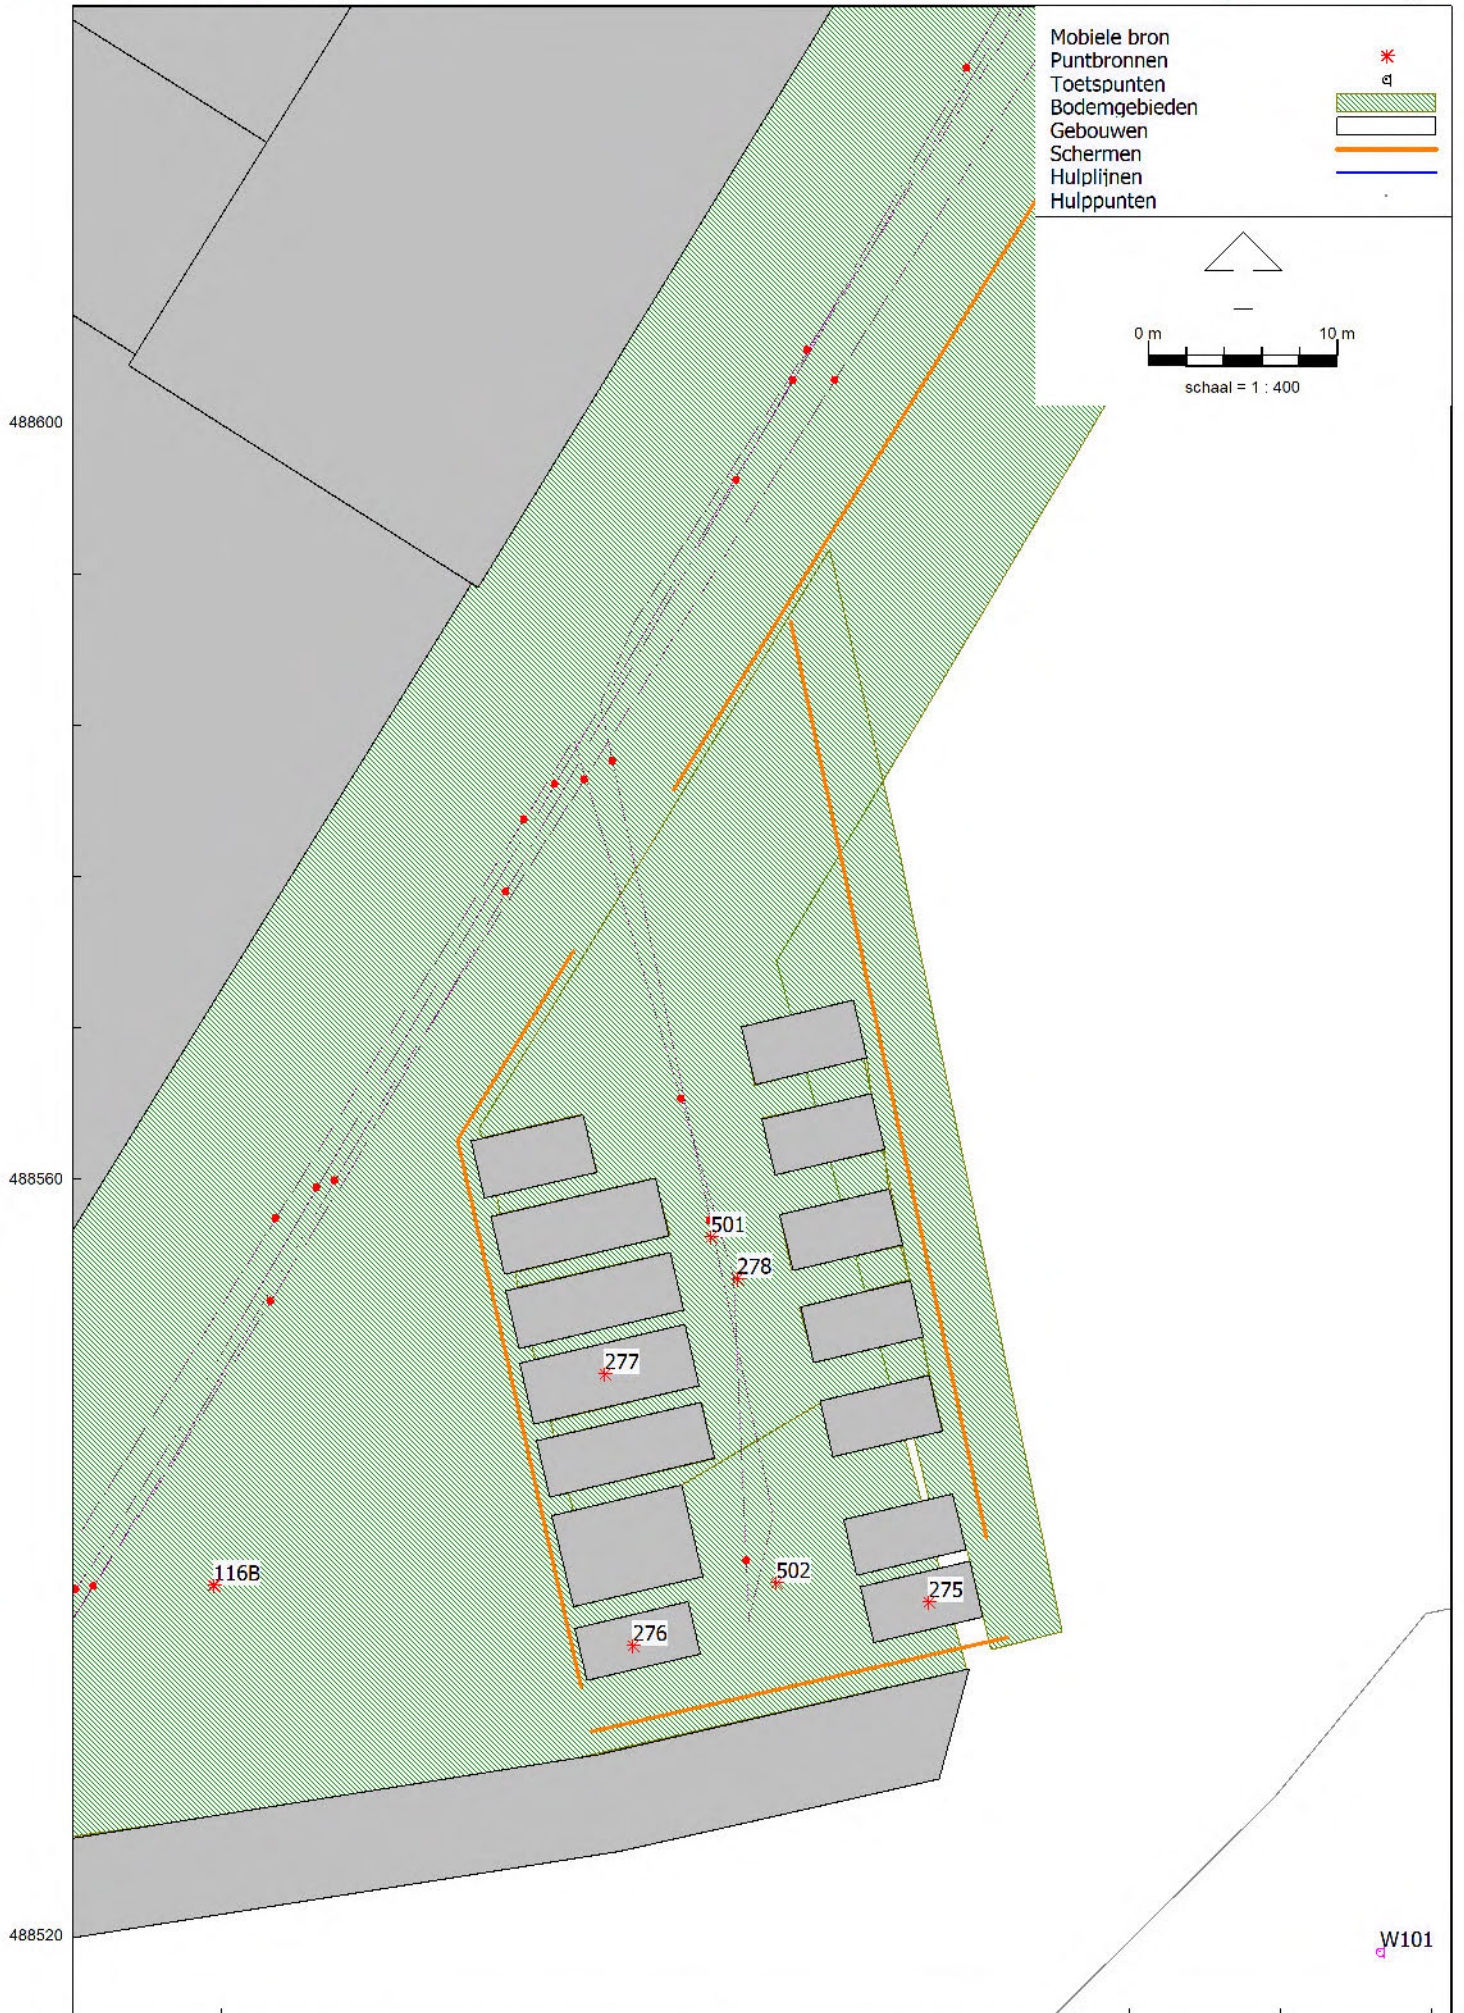 Mobiele bron
Puntbronnen
Toetspunten
Bodemgebieden
Gebouwen
Schermen
Hulplijnen
Hulppunten
0 m 10 m
schaal = 1 : 400
488600
488560
501
278
277
116B
502
275
276
488520
W101